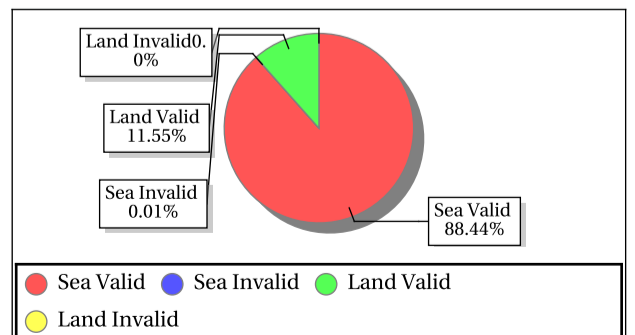 Land Invalid0.
0%
Land Valid
11.55%
Sea Invalid
0.01%
Sea Valid
88.44%
Sea Valid Sea Invalid Land Valid
Land Invalid